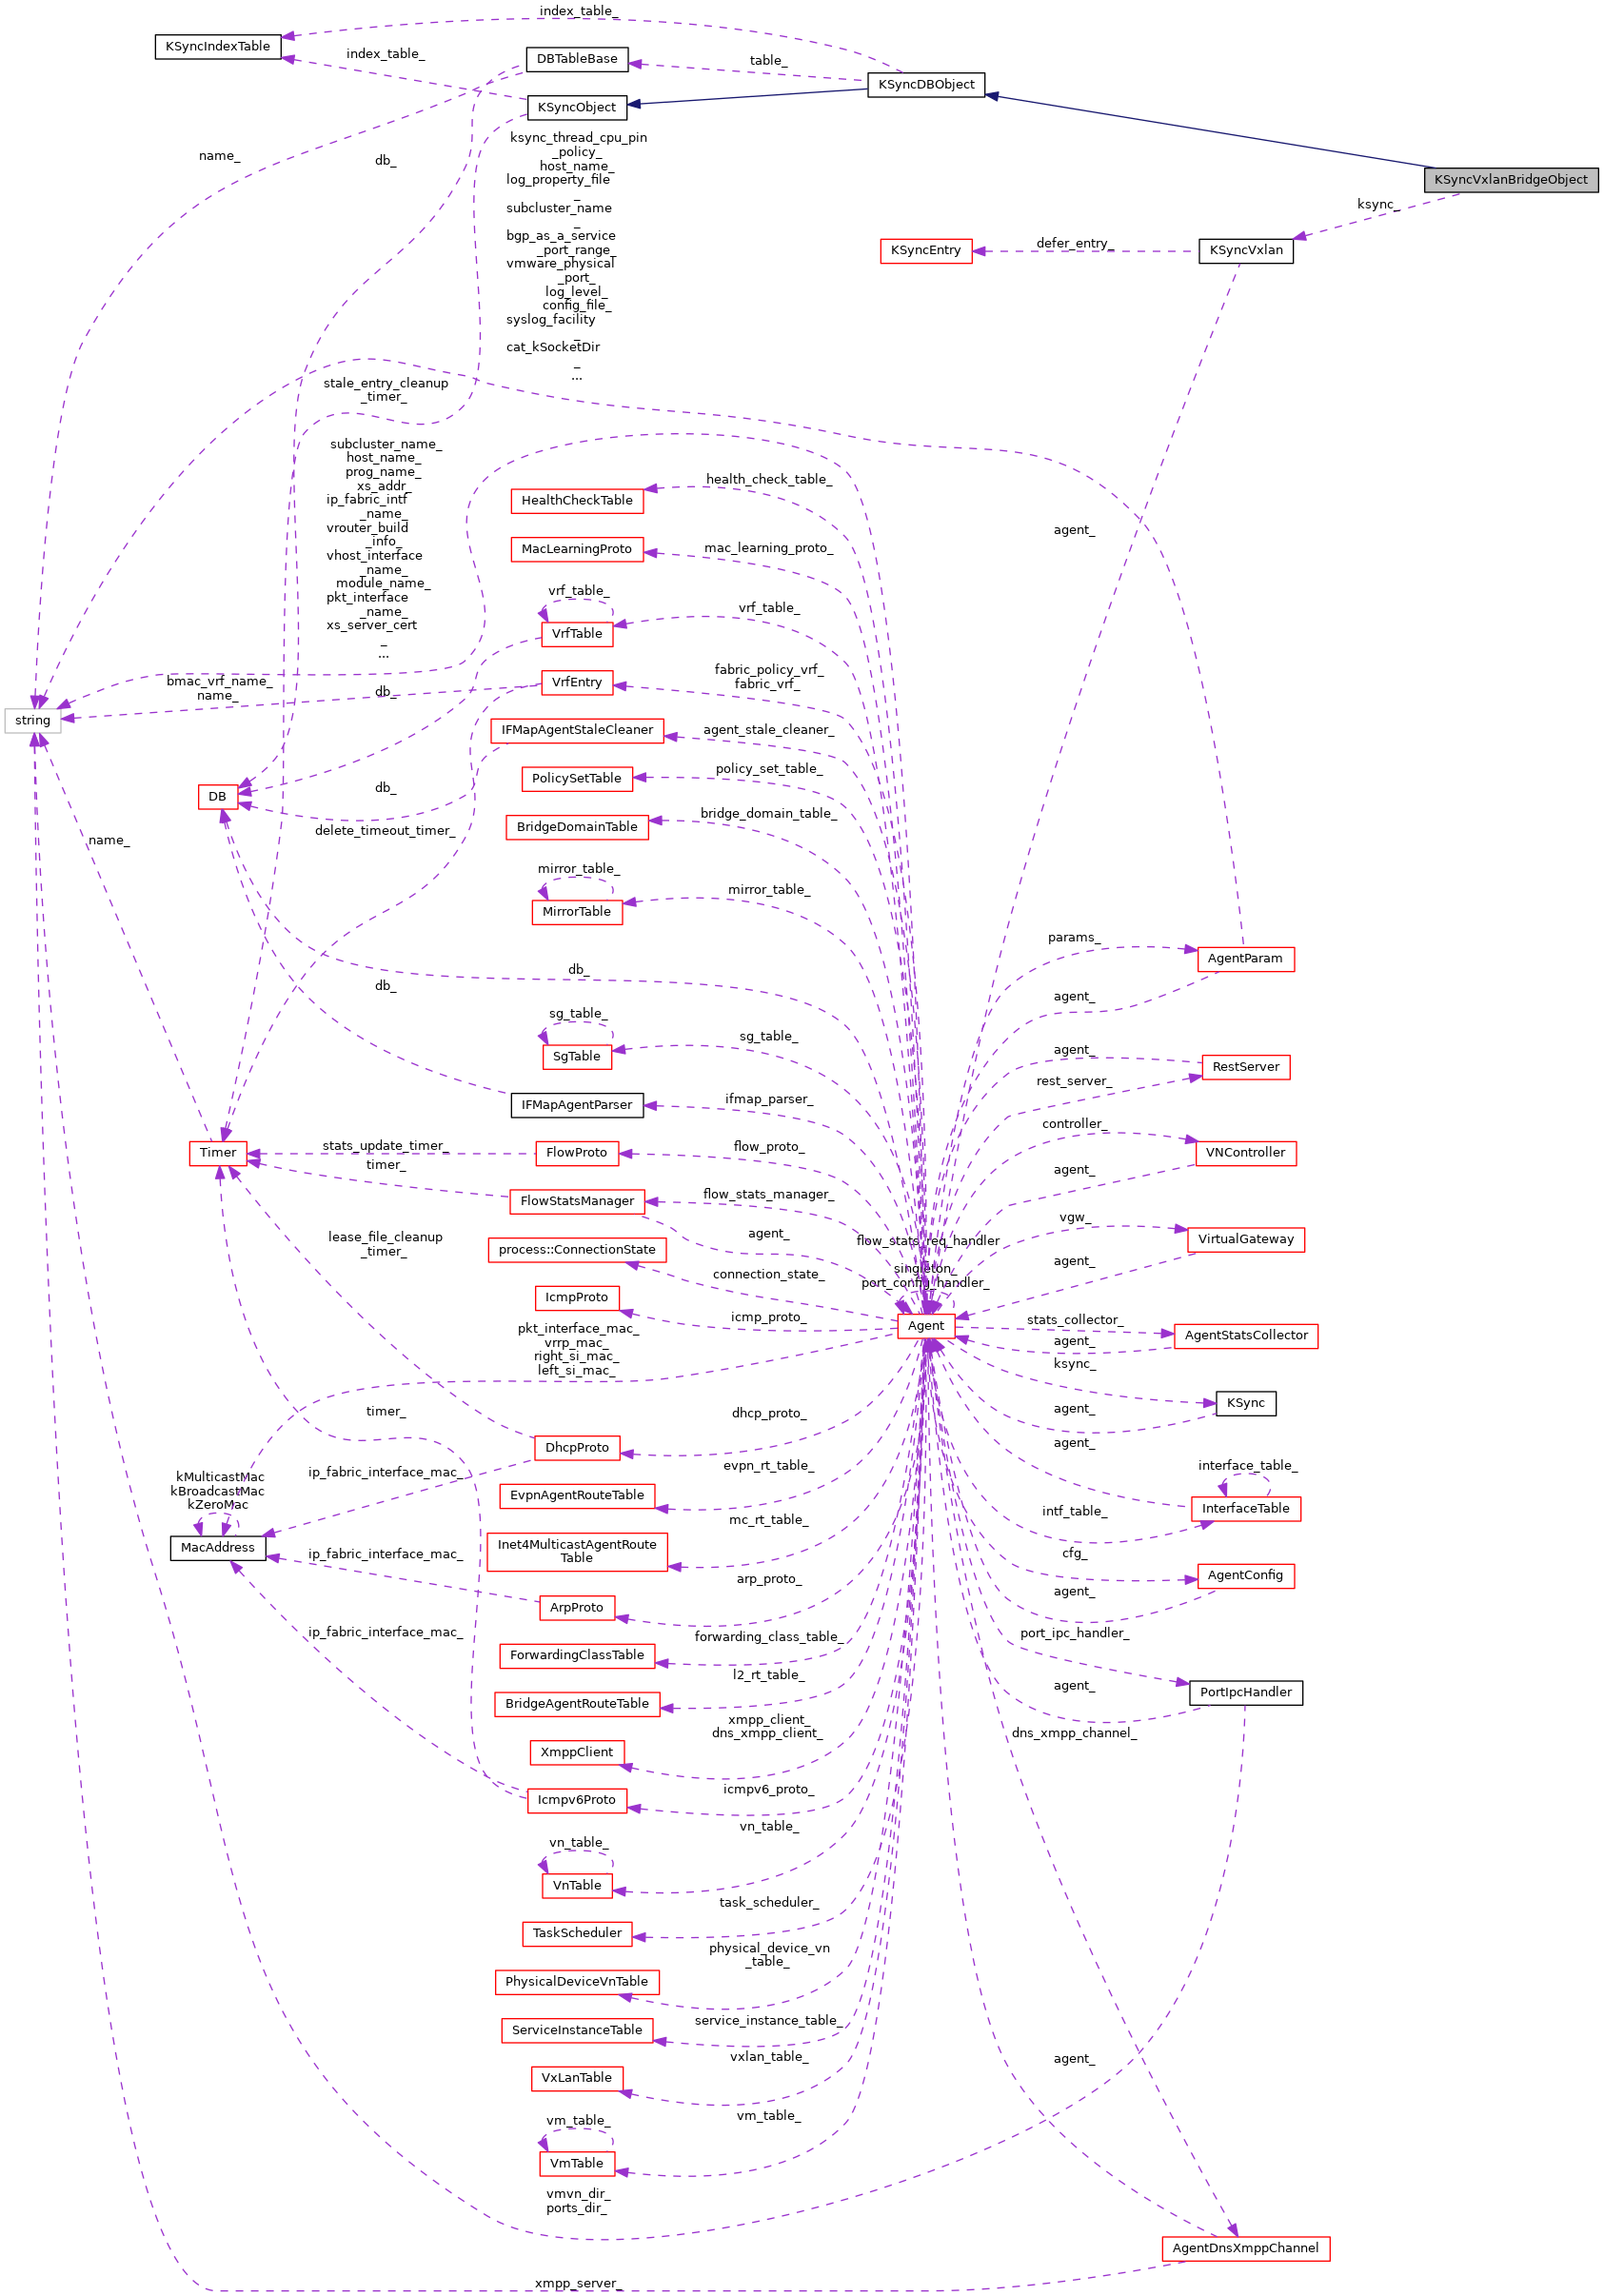 index_table_
KSyncIndexTable
index_table_
DBTableBase
table_
KSyncDBObject
KSyncObject
name_
db_
ksync_thread_cpu_pin
_policy_
host_name_
log_property_file
_
subcluster_name
_
bgp_as_a_service
_port_range_
vmware_physical
_port_
log_level_
config_file_
syslog_facility
_
cat_kSocketDir
_
...
KSyncVxlanBridgeObject
ksync_
KSyncEntry
defer_entry_
KSyncVxlan
stale_entry_cleanup
_timer_
subcluster_name_
host_name_
prog_name_
xs_addr_
ip_fabric_intf
_name_
vrouter_build
_info_
vhost_interface
_name_
module_name_
pkt_interface
_name_
xs_server_cert
_
...
HealthCheckTable
health_check_table_
agent_
MacLearningProto
mac_learning_proto_
vrf_table_
VrfTable
vrf_table_
bmac_vrf_name_
name_
db_
VrfEntry
fabric_policy_vrf_
fabric_vrf_
string
IFMapAgentStaleCleaner
agent_stale_cleaner_
PolicySetTable
policy_set_table_
DB
db_
BridgeDomainTable
bridge_domain_table_
name_
delete_timeout_timer_
mirror_table_
MirrorTable
mirror_table_
params_
AgentParam
db_
db_
agent_
sg_table_
SgTable
sg_table_
agent_
RestServer
rest_server_
IFMapAgentParser
ifmap_parser_
controller_
Timer
stats_update_timer_
timer_
FlowProto
flow_proto_
VNController
agent_
FlowStatsManager
flow_stats_manager_
vgw_
lease_file_cleanup
_timer_
process::ConnectionState
agent_
flow_stats_req_handler
VirtualGateway
agent_
connection_state_
singleton_
port_config_handler_
IcmpProto
icmp_proto_
Agent
stats_collector_
AgentStatsCollector
agent_
pkt_interface_mac_
vrrp_mac_
right_si_mac_
left_si_mac_
ksync_
KSync
timer_
dhcp_proto_
agent_
DhcpProto
agent_
kMulticastMac
kBroadcastMac
kZeroMac
ip_fabric_interface_mac_
evpn_rt_table_
interface_table_
EvpnAgentRouteTable
InterfaceTable
intf_table_
mc_rt_table_
MacAddress
Inet4MulticastAgentRoute
Table
ip_fabric_interface_mac_
cfg_
AgentConfig
arp_proto_
agent_
ArpProto
ip_fabric_interface_mac_
forwarding_class_table_
port_ipc_handler_
ForwardingClassTable
l2_rt_table_
agent_
PortIpcHandler
BridgeAgentRouteTable
xmpp_client_
dns_xmpp_client_
dns_xmpp_channel_
XmppClient
icmpv6_proto_
Icmpv6Proto
vn_table_
vn_table_
VnTable
task_scheduler_
TaskScheduler
physical_device_vn
_table_
PhysicalDeviceVnTable
service_instance_table_
ServiceInstanceTable
vxlan_table_
agent_
VxLanTable
vm_table_
vm_table_
VmTable
vmvn_dir_
ports_dir_
AgentDnsXmppChannel
xmpp_server_